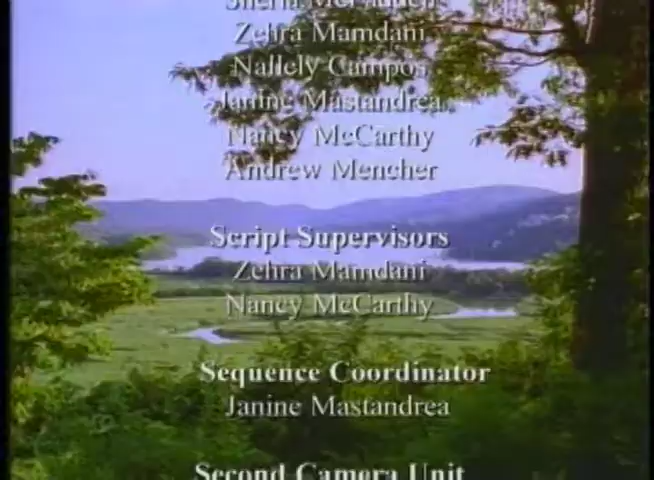 Zehra Mamdani
Nallely Campos
Janine Mastandrea
Nancy McCarthy
Andrew Mencher
Script Supervisors
Zehra Mamdani
Nancy McCarthy
Sequence Coordinator
Janine Mastandrea
Second Camera Unit